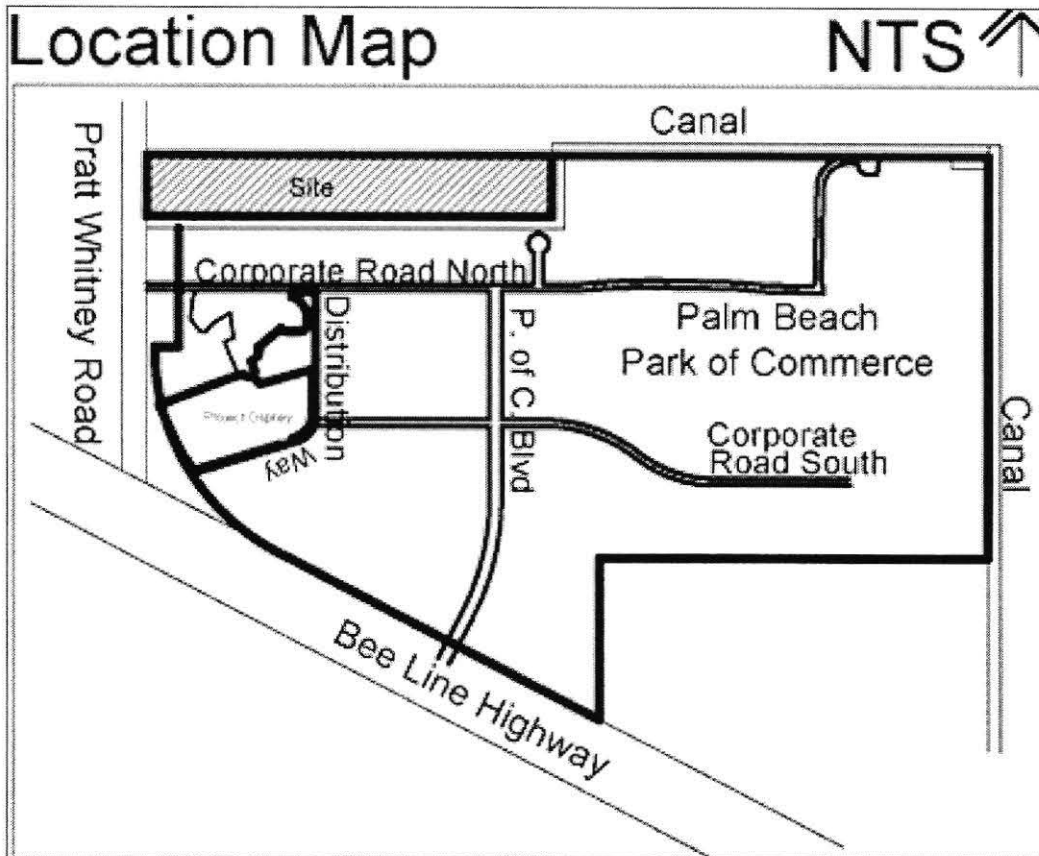 Location Map
NTS
Canal
Pratt Whitney Road
Site
Corporate Road North
Distribution
Way
P. of C. Blvd
Palm Beach
Park of Commerce
Project
Corporate
Road South
Canal
Bee Line Highway